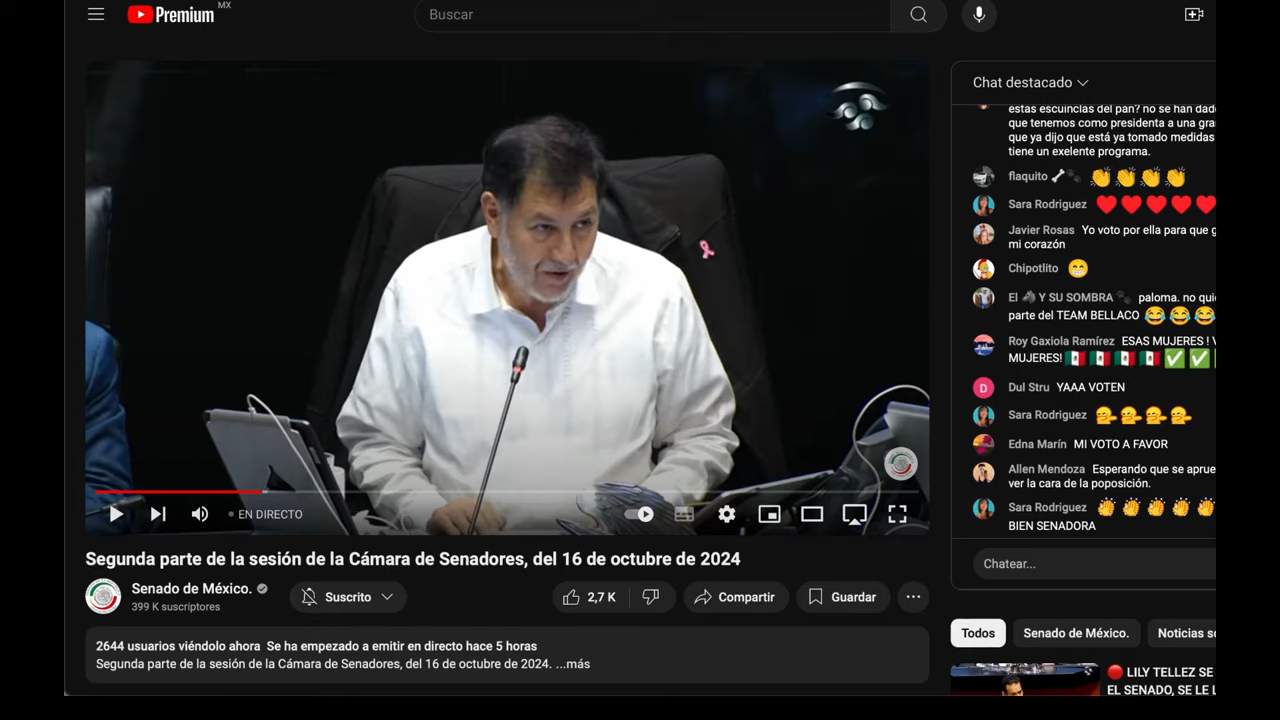 Premium MX
Buscar
Chat destacado
estas escuinclas del pan? no se han dad
que tenemos como presidenta a una gra
que ya dijo que está ya tomado medidas
tiene un exelente programa.
flaquito 🦴🐾 👏👏👏👏
Sara Rodriguez ❤️❤️❤️❤️❤️
Javier Rosas Yo voto por ella para que g
mi corazón
Chipotlito 😁
El 🐴 Y SU SOMBRA 🐾 paloma. no qui
parte del TEAM BELLACO 😂😂😂
Roy Gaxiola Ramírez ESAS MUJERES ! V
MUJERES! 🇲🇽🇲🇽🇲🇽🇲🇽✅✅
D
Dul Stru YAAA VOTEN
Sara Rodriguez 🫴🫴🫴🫴
Edna Marín MI VOTO A FAVOR
Allen Mendoza Esperando que se aprue
ver la cara de la poposición.
Sara Rodriguez 👏👏👏👏👏
BIEN SENADORA
Chatear...
EN DIRECTO
Segunda parte de la sesión de la Cámara de Senadores, del 16 de octubre de 2024
Senado de México.
399 K suscriptores
Suscrito
2,7 K
Compartir
Guardar
2644 usuarios viéndolo ahora Se ha empezado a emitir en directo hace 5 horas
Segunda parte de la sesión de la Cámara de Senadores, del 16 de octubre de 2024. ...más
Todos
Senado de México.
Noticias s
🔴 LILY TELLEZ SE
EL SENADO, SE LE L